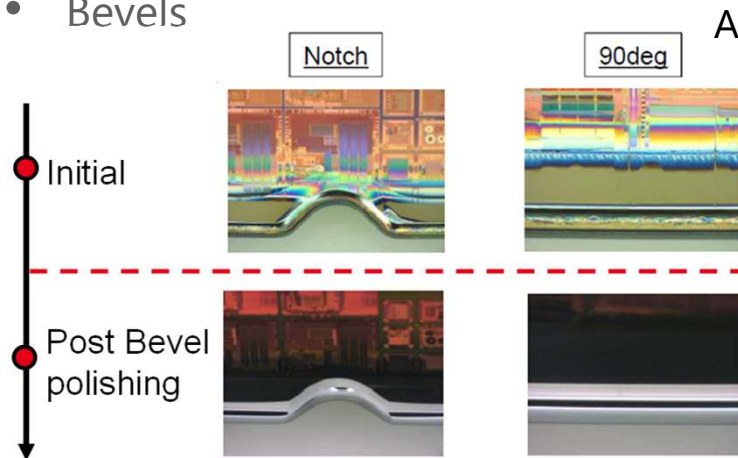 • Bevels
A
Notch
90deg
Initial
Post Bevel
polishing